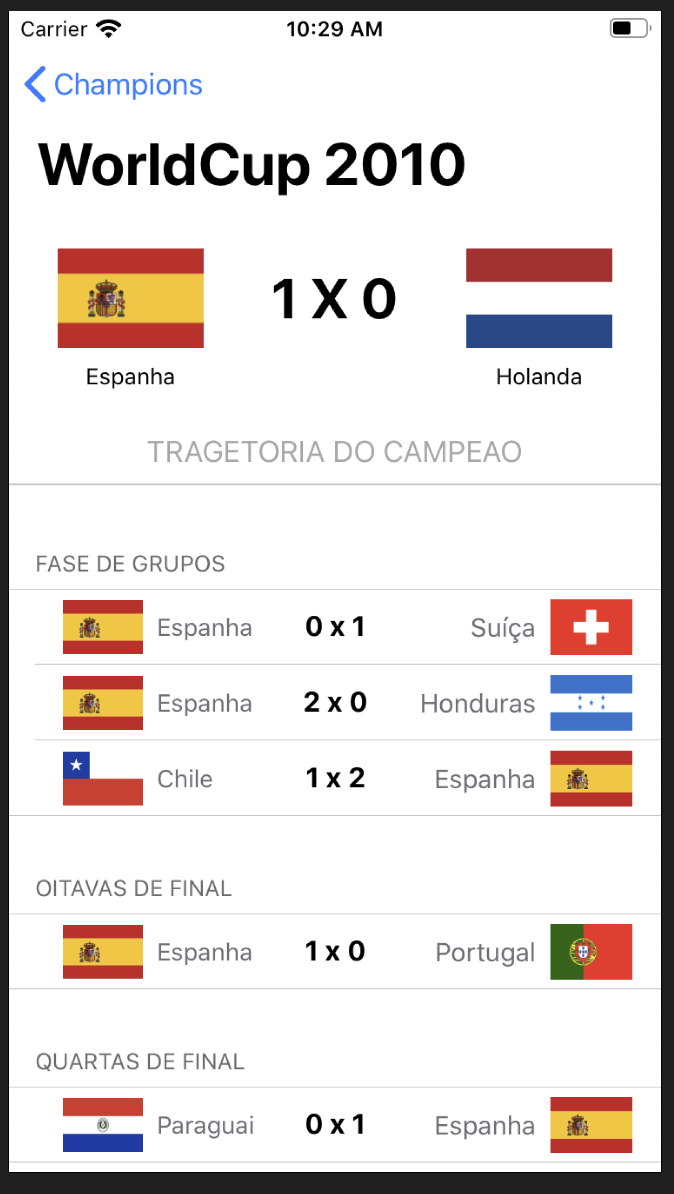 Carrier 10:29 AM
Champions
WorldCup 2010
1 X 0
Espanha Holanda
TRAGETORIA DO CAMPEAO
FASE DE GRUPOS
Espanha 0 x 1 Suíça
Espanha 2 x 0 Honduras
Chile 1 x 2 Espanha
OITAVAS DE FINAL
Espanha 1 x 0 Portugal
QUARTAS DE FINAL
Paraguai 0 x 1 Espanha